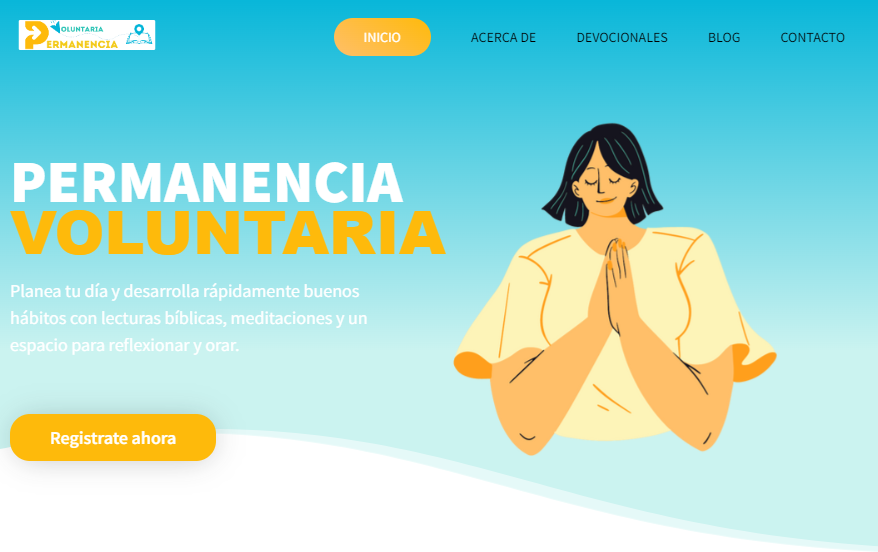 VOLUNTARIA
PERMANENCIA
INICIO
ACERCA DE
DEVOCIONALES
BLOG
CONTACTO
PERMANENCIA
VOLUNTARIA
Planea tu día y desarrolla rápidamente buenos
hábitos con lecturas bíblicas, meditaciones y un
espacio para reflexionar y orar.
Registrate ahora